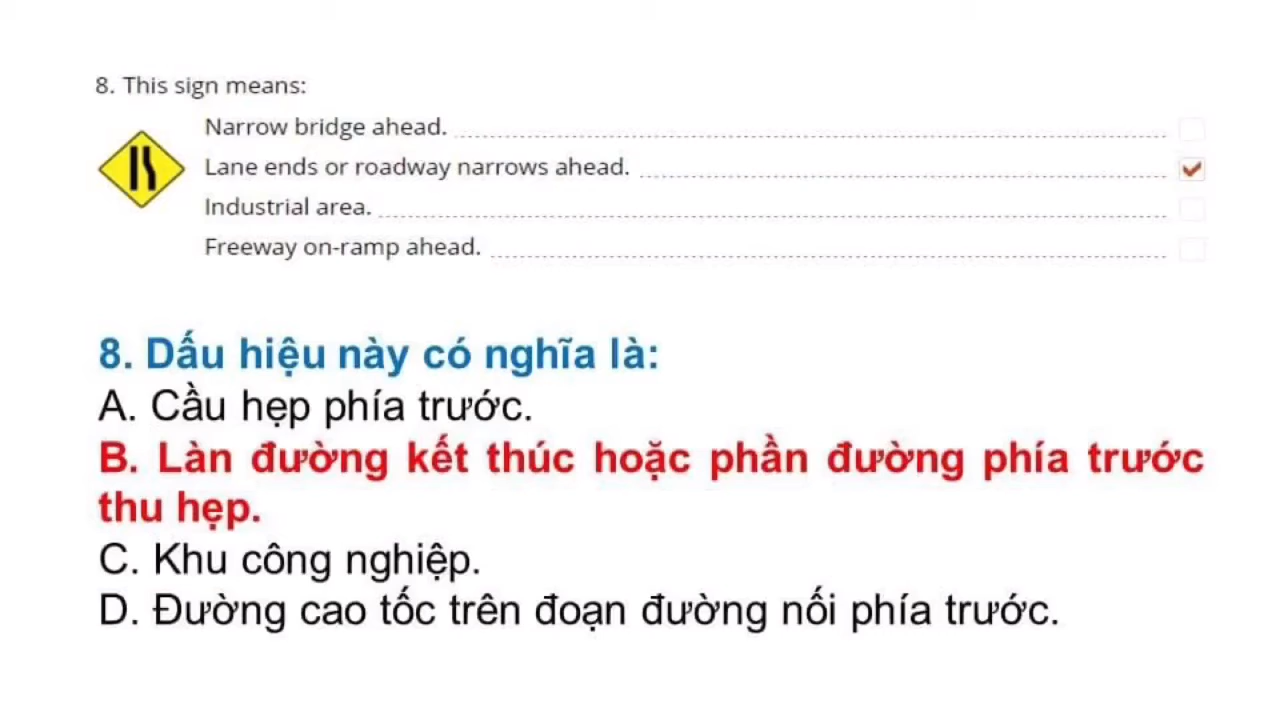 8. This sign means:
Narrow bridge ahead.
Lane ends or roadway narrows ahead.
Industrial area.
Freeway on-ramp ahead.
8. Dấu hiệu này có nghĩa là:
A. Cầu hẹp phía trước.
B. Làn đường kết thúc hoặc phần đường phía trước
thu hẹp.
C. Khu công nghiệp.
D. Đường cao tốc trên đoạn đường nối phía trước.